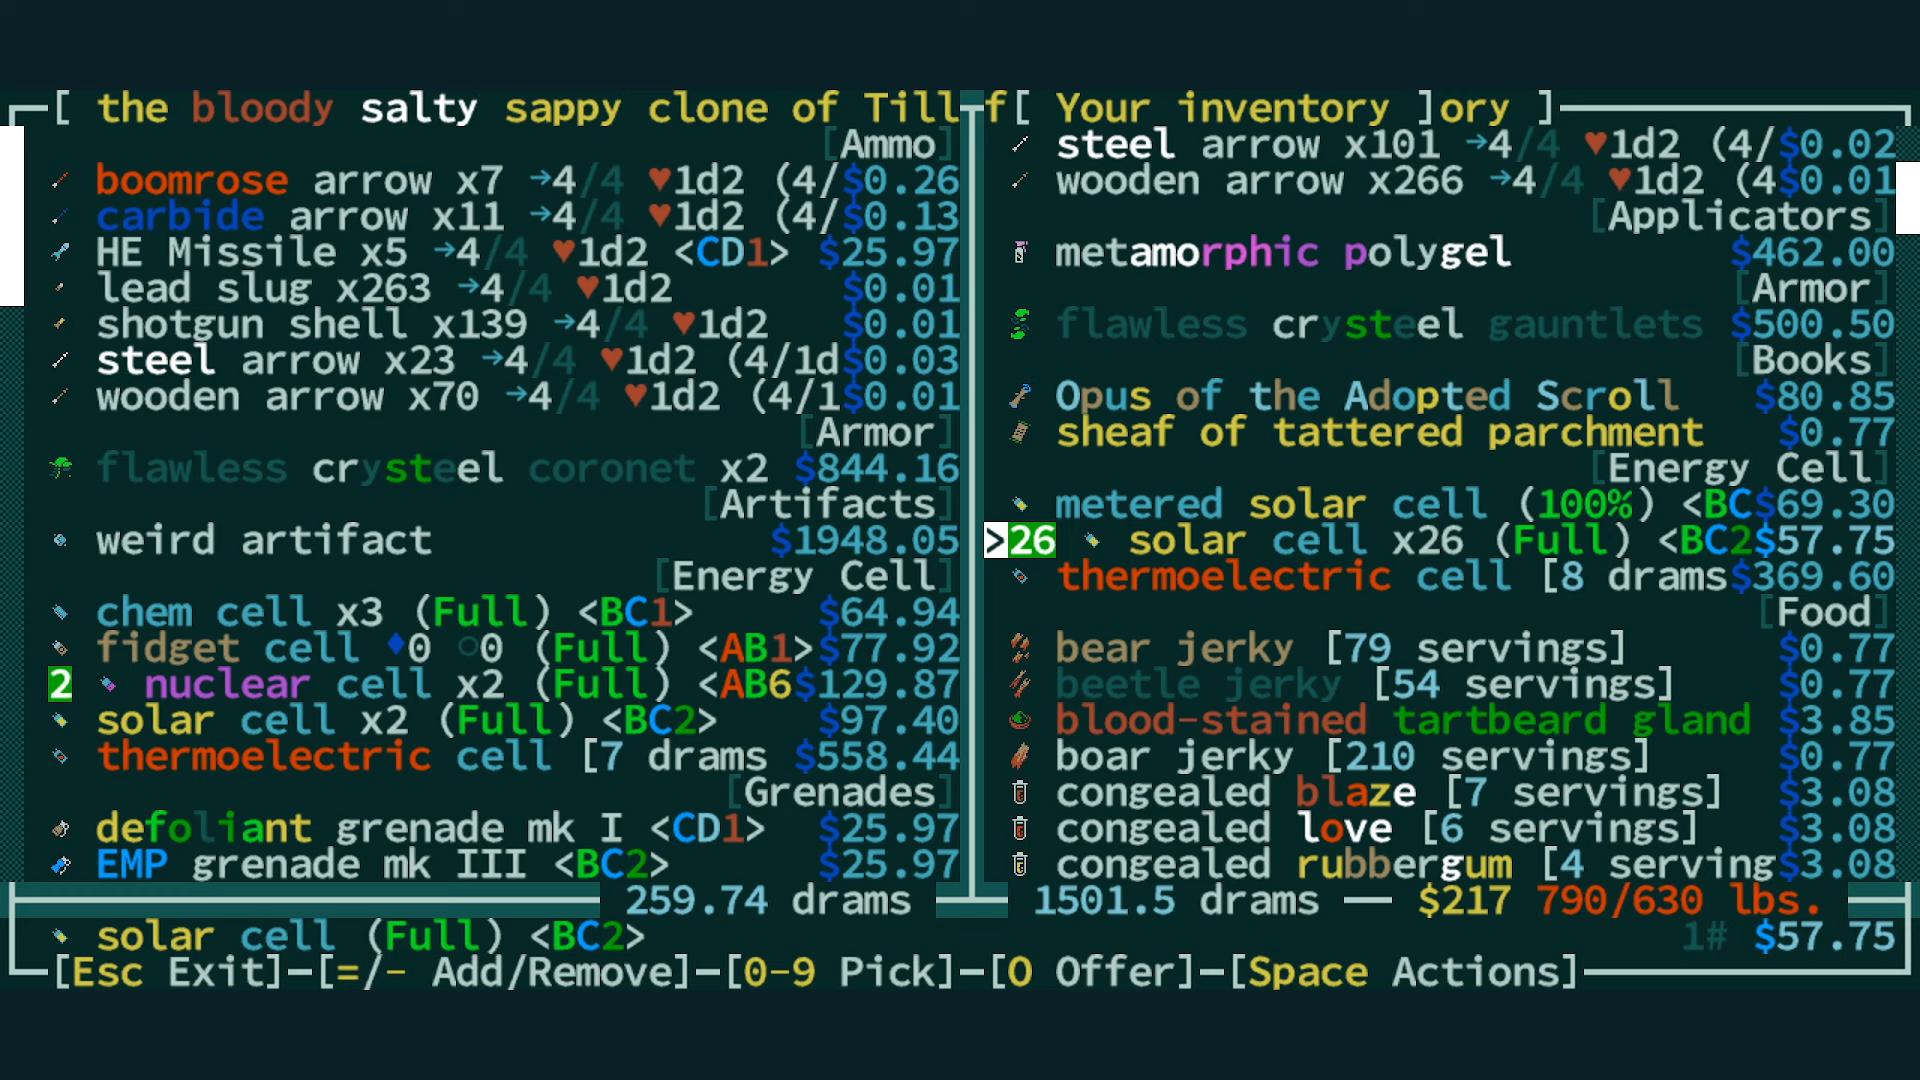 [ the bloody salty sappy clone of Till
[Ammo]
boomrose arrow x7 →4/4 ♥1d2 (4/$0.26
carbide arrow x11 →4/4 ♥1d2 (4/$0.13
HE Missile x5 →4/4 ♥1d2 <CD1> $25.97
lead slug x263 →4/4 ♥1d2 $0.01
shotgun shell x139 →4/4 ♥1d2 $0.01
steel arrow x23 →4/4 ♥1d2 (4/1d$0.03
wooden arrow x70 →4/4 ♥1d2 (4/1$0.01
[Armor]
flawless crysteel coronet x2 $844.16
[Artifacts]
weird artifact $1948.05
[Energy Cell]
chem cell x3 (Full) <BC1> $64.94
fidget cell ♦0 ○0 (Full) <AB1>$77.92
2 nuclear cell x2 (Full) <AB6$129.87
solar cell x2 (Full) <BC2> $97.40
thermoelectric cell [7 drams $558.44
[Grenades]
defoliant grenade mk I <CD1> $25.97
EMP grenade mk III <BC2> $25.97
259.74 drams
f[ Your inventory ]ory ]
steel arrow x101 →4/4 ♥1d2 (4/$0.02
wooden arrow x266 →4/4 ♥1d2 (4$0.01
[Applicators]
metamorphic polygel $462.00
[Armor]
flawless crysteel gauntlets $500.50
[Books]
Opus of the Adopted Scroll $80.85
sheaf of tattered parchment $0.77
[Energy Cell]
metered solar cell (100%) <BC$69.30
>26 solar cell x26 (Full) <BC2$57.75
thermoelectric cell [8 drams$369.60
[Food]
bear jerky [79 servings] $0.77
beetle jerky [54 servings] $0.77
blood-stained tartbeard gland $3.85
boar jerky [210 servings] $0.77
congealed blaze [7 servings] $3.08
congealed love [6 servings] $3.08
congealed rubbergum [4 serving$3.08
1501.5 drams — $217 790/630 lbs.
solar cell (Full) <BC2> 1# $57.75
[Esc Exit]—[=/- Add/Remove]—[0-9 Pick]—[O Offer]—[Space Actions]